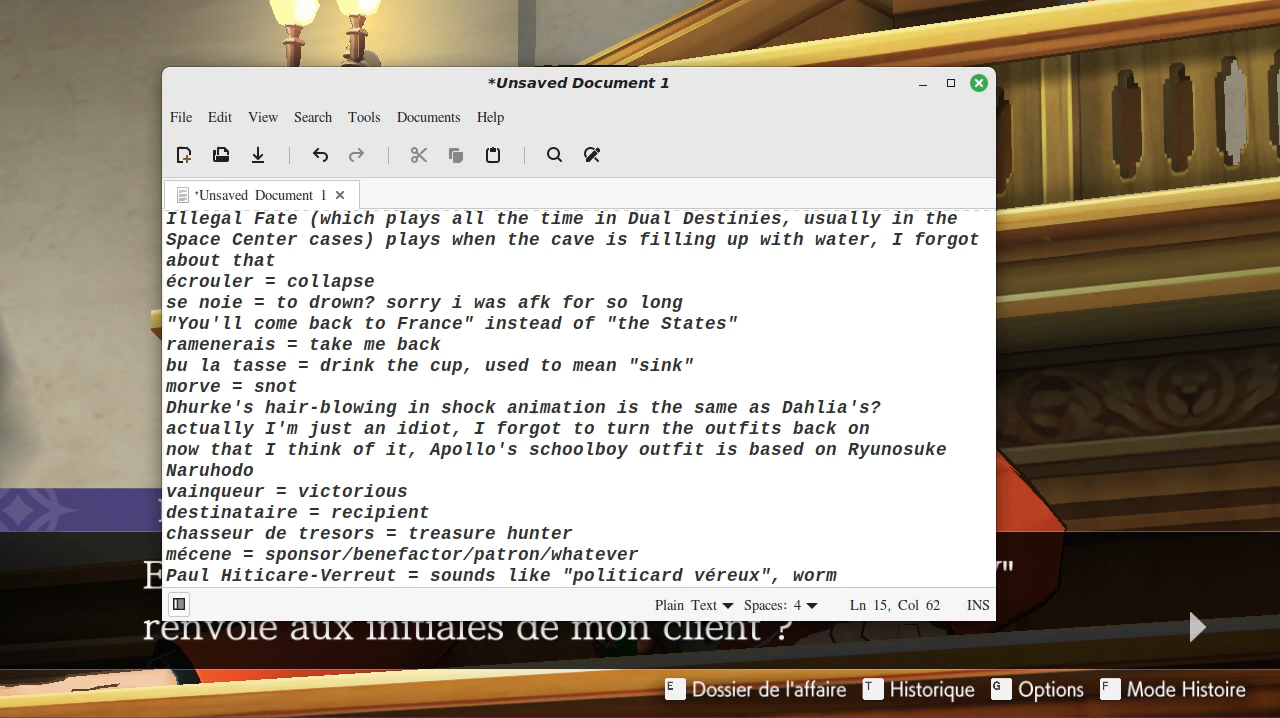 *Unsaved Document 1
File Edit View Search Tools Documents Help
*Unsaved Document 1
Illegal Fate (which plays all the time in Dual Destinies, usually in the
Space Center cases) plays when the cave is filling up with water, I forgot
about that
écrouler = collapse
se noie = to drown? sorry i was afk for so long
"You'll come back to France" instead of "the States"
ramenerais = take me back
bu la tasse = drink the cup, used to mean "sink"
morve = snot
Dhurke's hair-blowing in shock animation is the same as Dahlia's?
actually I'm just an idiot, I forgot to turn the outfits back on
now that I think of it, Apollo's schoolboy outfit is based on Ryunosuke
Naruhodo
vainqueur = victorious
destinataire = recipient
chasseur de tresors = treasure hunter
mécene = sponsor/benefactor/patron/whatever
Paul Hiticare-Verreut = sounds like "politicard véreux", worm
Plain Text Spaces: 4 Ln 15, Col 62 INS
renvoie aux initiales de mon client ?
E Dossier de l'affaire T Historique G Options F Mode Histoire